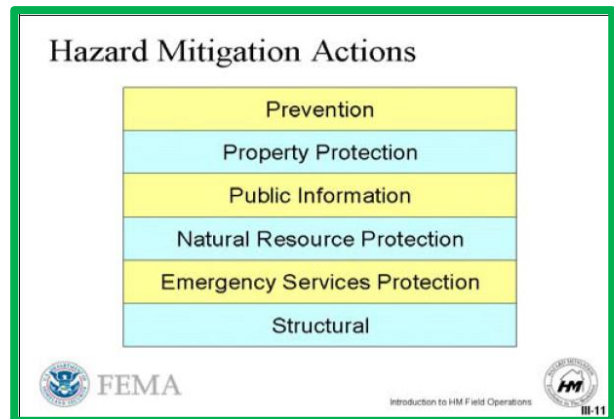 Hazard Mitigation Actions
Prevention
Property Protection
Public Information
Natural Resource Protection
Emergency Services Protection
Structural
FEMA
Introduction to HM Field Operations
HM
III-11